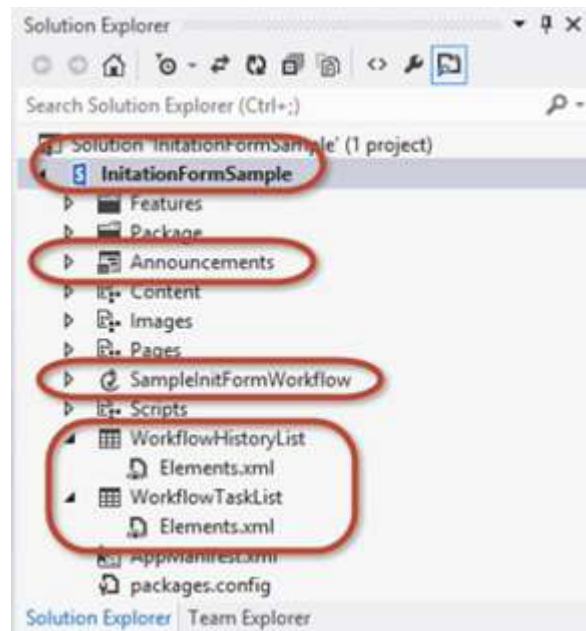 Solution Explorer
Search Solution Explorer (Ctrl+;)
Solution 'InitationFormSample' (1 project)
InitationFormSample
Features
Package
Announcements
Content
Images
Pages
SampleInitFormWorkflow
Scripts
WorkflowHistoryList
Elements.xml
WorkflowTaskList
Elements.xml
AppManifest.xml
packages.config
Solution Explorer Team Explorer